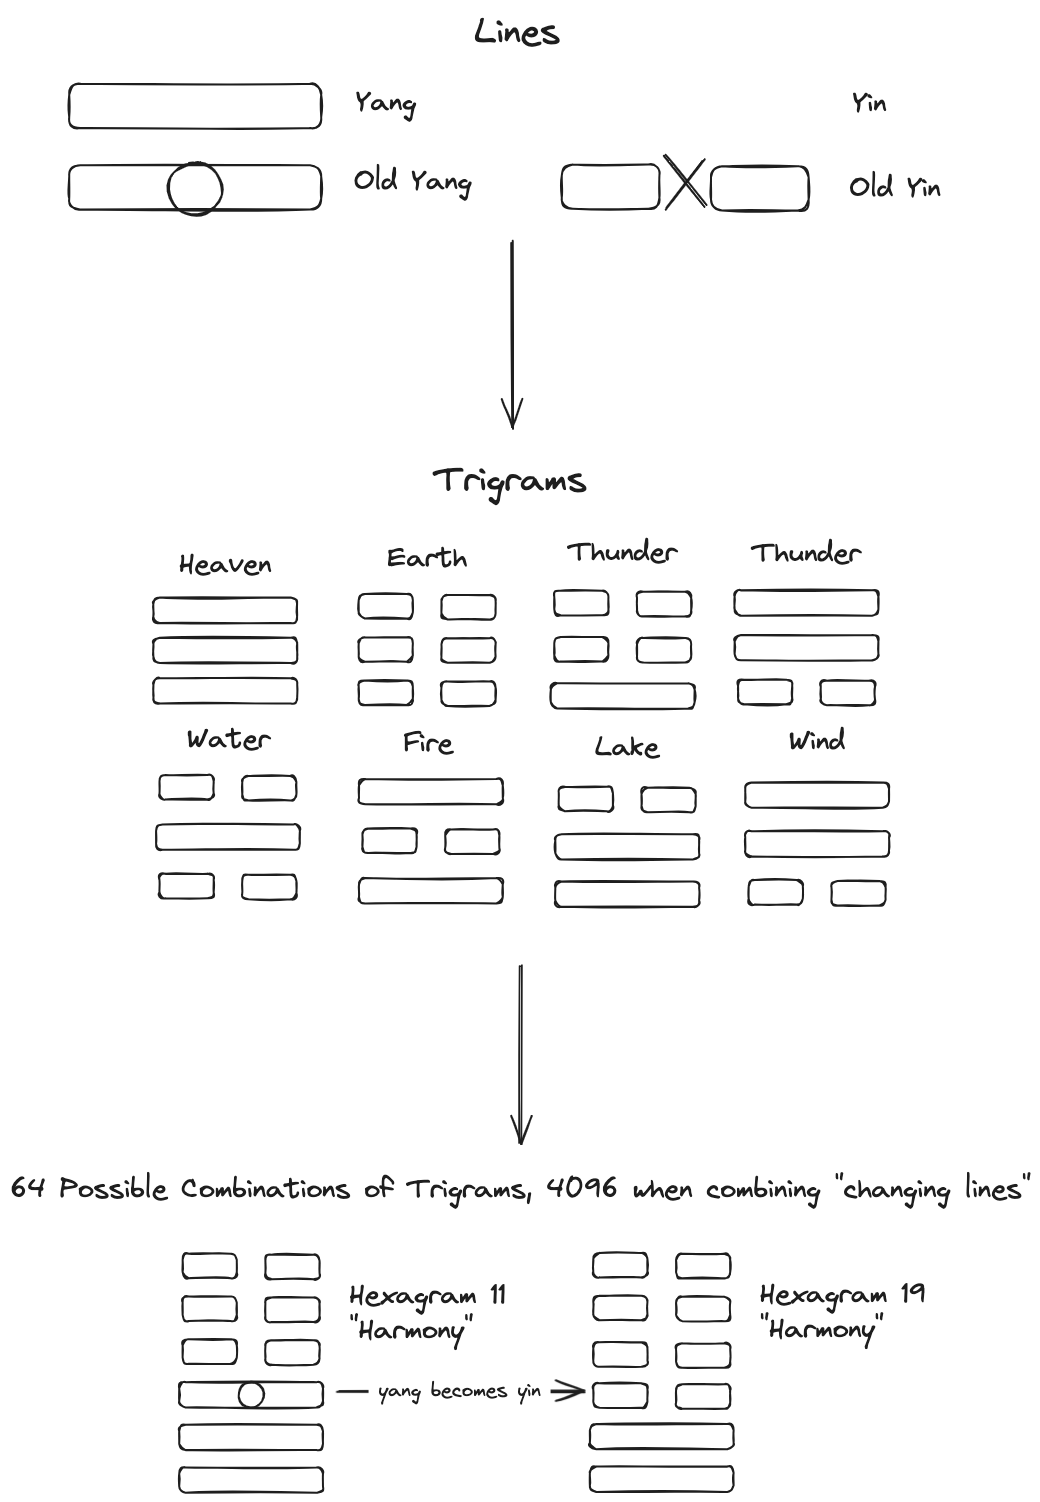 Lines
Yang
Yin
Old Yang
Old Yin
Trigrams
Heaven
Earth
Thunder
Thunder
Water
Fire
Lake
Wind
64 Possible Combinations of Trigrams, 4096 when combining "changing lines"
Hexagram 11
"Harmony"
Hexagram 19
"Harmony"
yang becomes yin